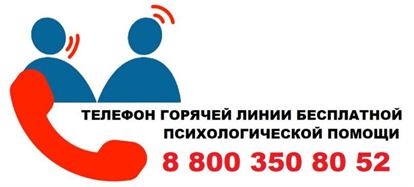 ТЕЛЕФОН ГОРЯЧЕЙ ЛИНИИ БЕСПЛАТНОЙ
ПСИХОЛОГИЧЕСКОЙ ПОМОЩИ
8 800 350 80 52